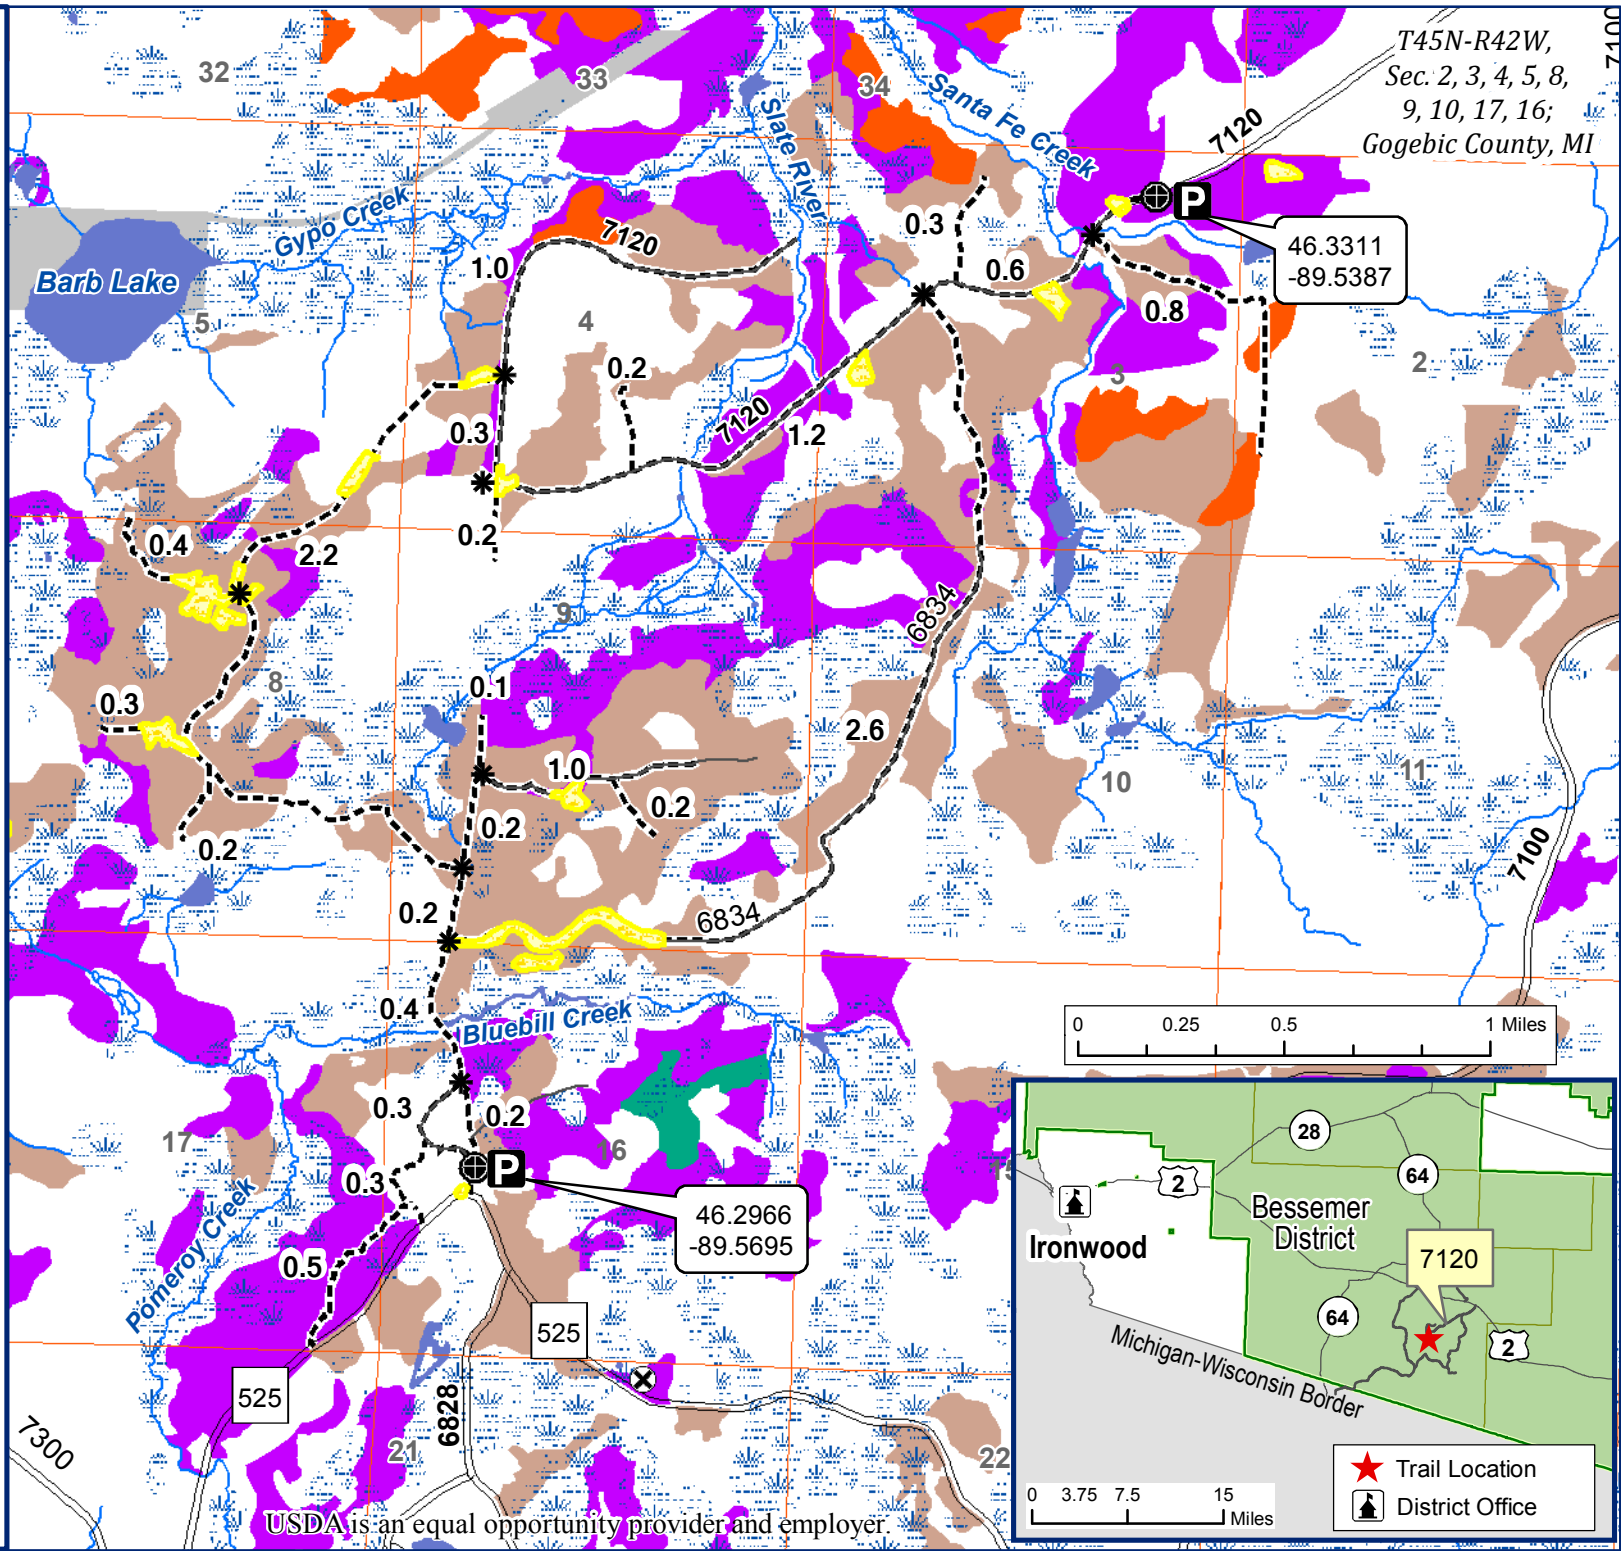 32
33
34
T45N-R42W,
Sec. 2, 3, 4, 5, 8,
9, 10, 17, 16;
Gogebic County, MI
7100
Santa Fe Creek
Slate River
7120
P
46.3311
-89.5387
Gypo Creek
Barb Lake
5
7120
1.0
4
0.3
0.6
0.8
3
2
0.2
0.3
7120
1.2
0.2
0.4
2.2
9
6834
8
0.3
0.1
2.6
1.0
0.2
0.2
0.2
10
11
7100
0.2
6834
0.4
Bluebill Creek
0 0.25 0.5 1 Miles
0.3
0.2
17
16
15
P
0.3
46.2966
-89.5695
Pomeroy Creek
0.5
525
525
6828
7300
21
22
USDA is an equal opportunity provider and employer
28
2
64
Bessemer
District
Ironwood
7120
64
2
Michigan-Wisconsin Border
Trail Location
District Office
0 3.75 7.5 15
Miles